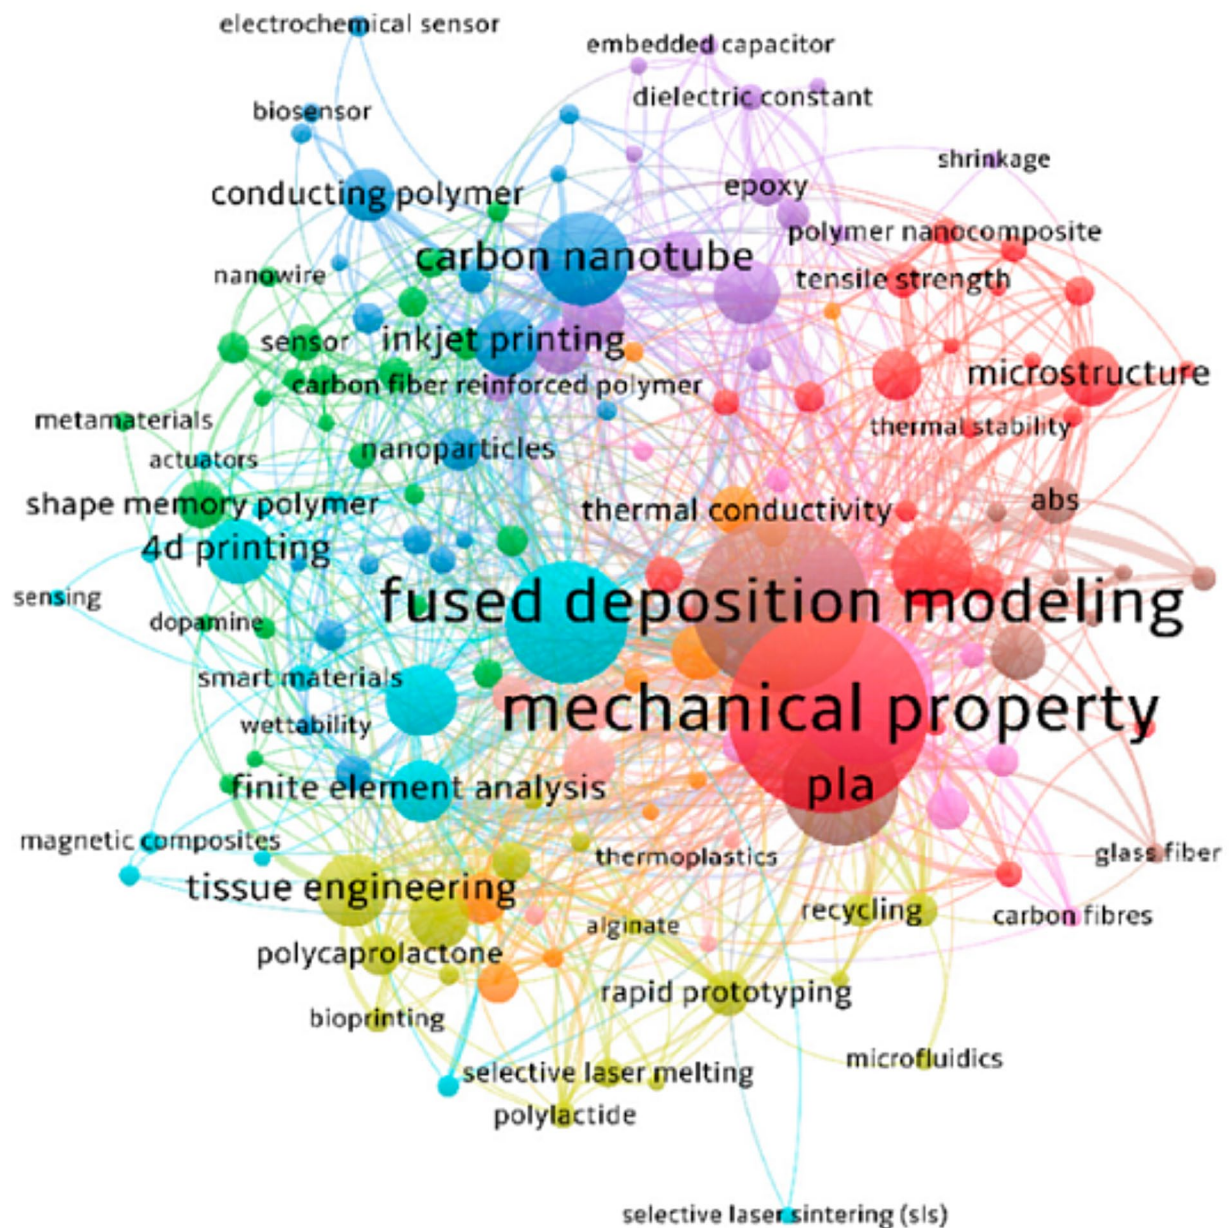 electrochemical sensor
embedded capacitor
dielectric constant
biosensor
shrinkage
conducting polymer
epoxy
polymer nanocomposite
carbon nanotube
nanowire
tensile strength
sensor
inkjet printing
microstructure
carbon fiber reinforced polymer
metamaterials
thermal stability
actuators
nanoparticles
shape memory polymer
thermal conductivity
abs
4d printing
sensing
fused deposition modeling
dopamine
smart materials
mechanical property
wettability
finite element analysis
pla
magnetic composites
thermoplastics
glass fiber
tissue engineering
recycling
carbon fibres
alginate
polycaprolactone
rapid prototyping
bioprinting
microfluidics
selective laser melting
polylactide
selective laser sintering (sls)